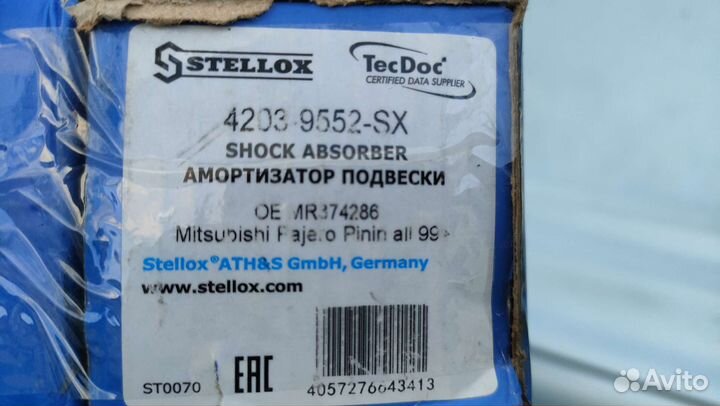 STELLOX
TecDoc
CERTIFIED DATA SUPPLIER
4203-9552-SX
SHOCK ABSORBER
АМОРТИЗАТОР ПОДВЕСКИ
OE MR374286
Mitsubishi Pajero Pinin all 99>
Stellox® ATH&S GmbH, Germany
www.stellox.com
ST0070
EAC
4057276643413
Avito